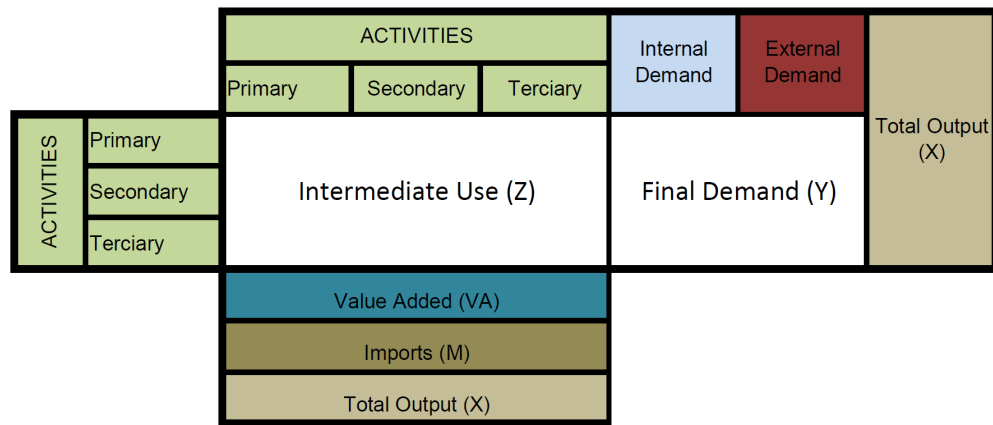 ACTIVITIES
Internal
Demand
External
Demand
Total Output
(X)
Primary
Secondary
Terciary
ACTIVITIES
Primary
Secondary
Terciary
Intermediate Use (Z)
Final Demand (Y)
Value Added (VA)
Imports (M)
Total Output (X)